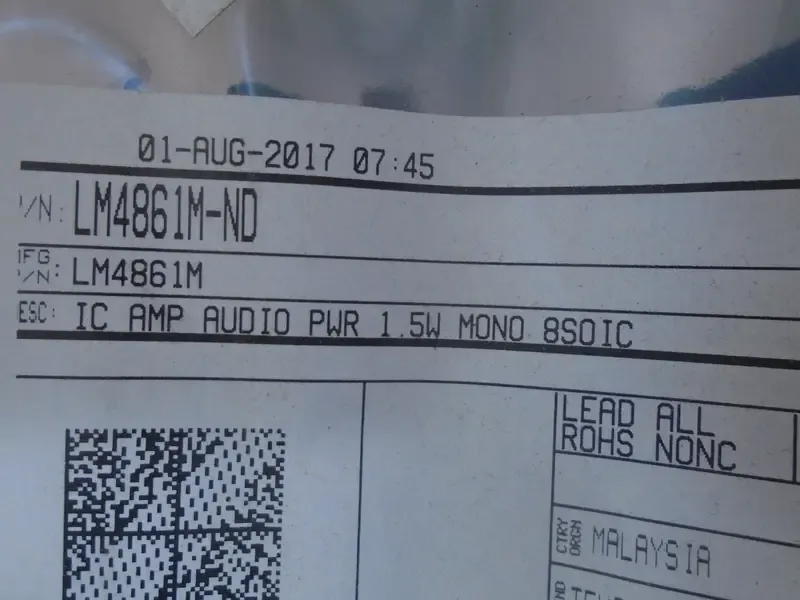 01-AUG-2017 07:45
/N: LM4861M-ND
MFG
/N: LM4861M
ESC: IC AMP AUDIO PWR 1.5W MONO 8SOIC
LEAD ALL
ROHS NONC
CTRY
ORGN MALAYSIA